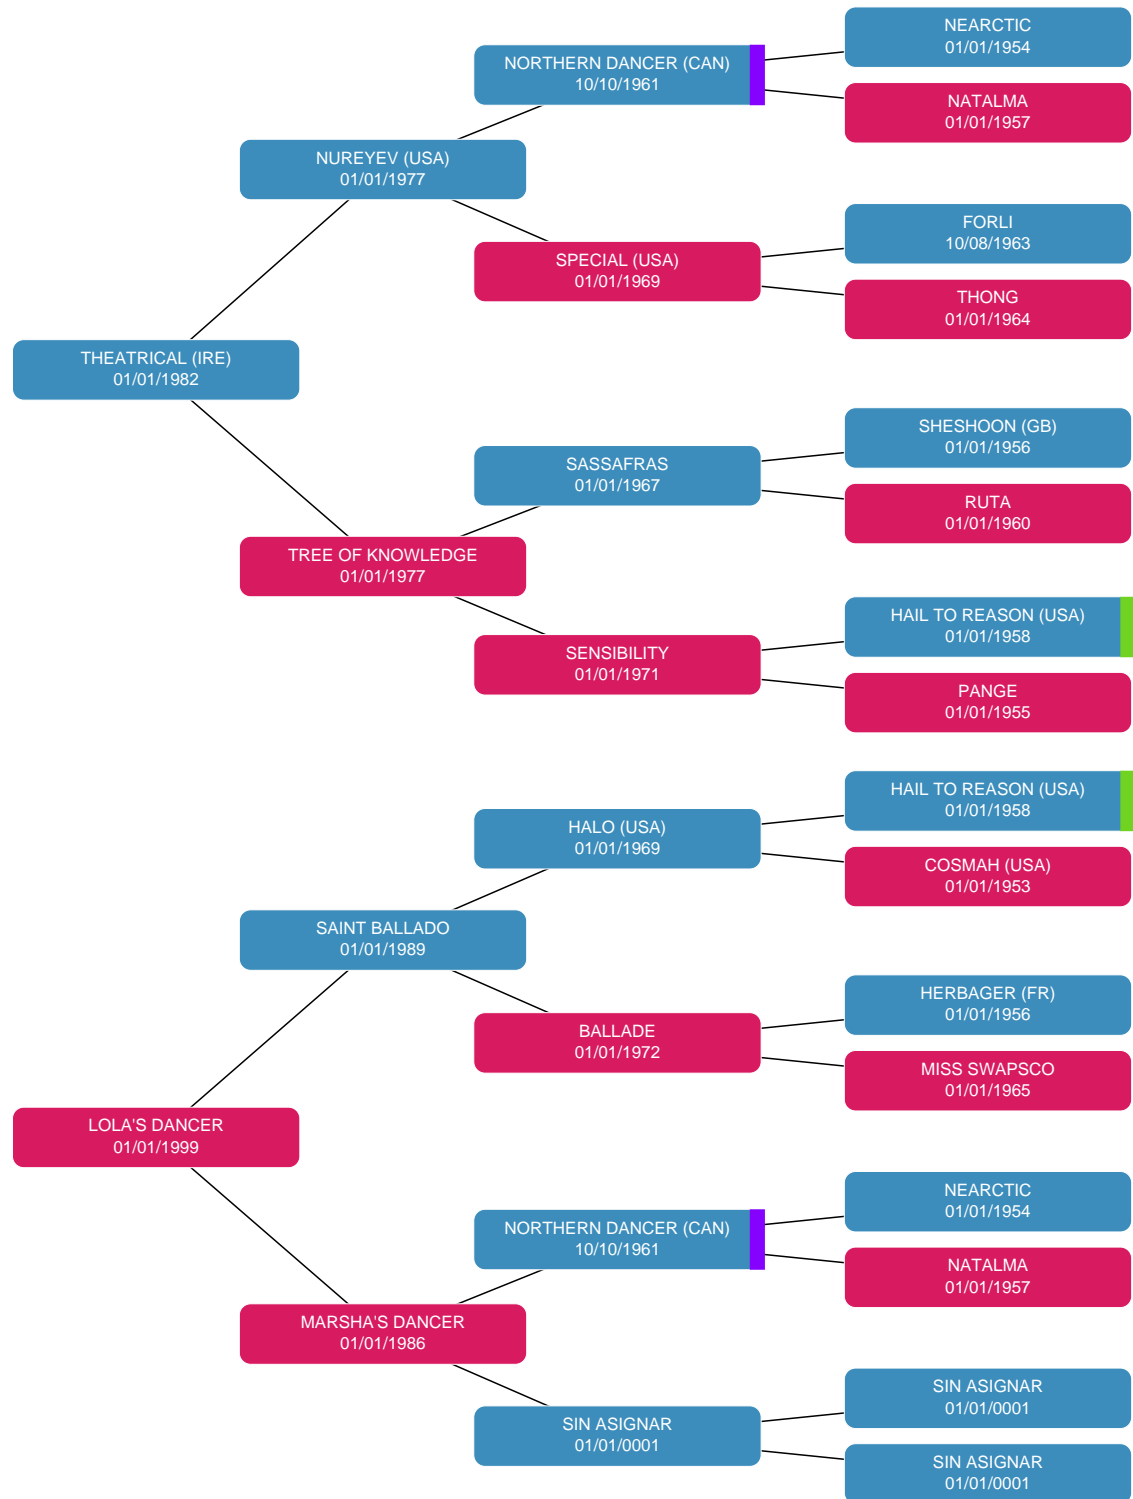 NEARCTIC
01/01/1954
NORTHERN DANCER (CAN)
10/10/1961
NATALMA
01/01/1957
NUREYEV (USA)
01/01/1977
FORLI
10/08/1963
SPECIAL (USA)
01/01/1969
THONG
01/01/1964
THEATRICAL (IRE)
01/01/1982
SHESHOON (GB)
01/01/1956
SASSAFRAS
01/01/1967
RUTA
01/01/1960
TREE OF KNOWLEDGE
01/01/1977
HAIL TO REASON (USA)
01/01/1958
SENSIBILITY
01/01/1971
PANGE
01/01/1955
HAIL TO REASON (USA)
01/01/1958
HALO (USA)
01/01/1969
COSMAH (USA)
01/01/1953
SAINT BALLADO
01/01/1989
HERBAGER (FR)
01/01/1956
BALLADE
01/01/1972
MISS SWAPSCO
01/01/1965
LOLA'S DANCER
01/01/1999
NEARCTIC
01/01/1954
NORTHERN DANCER (CAN)
10/10/1961
NATALMA
01/01/1957
MARSHA'S DANCER
01/01/1986
SIN ASIGNAR
01/01/0001
SIN ASIGNAR
01/01/0001
SIN ASIGNAR
01/01/0001